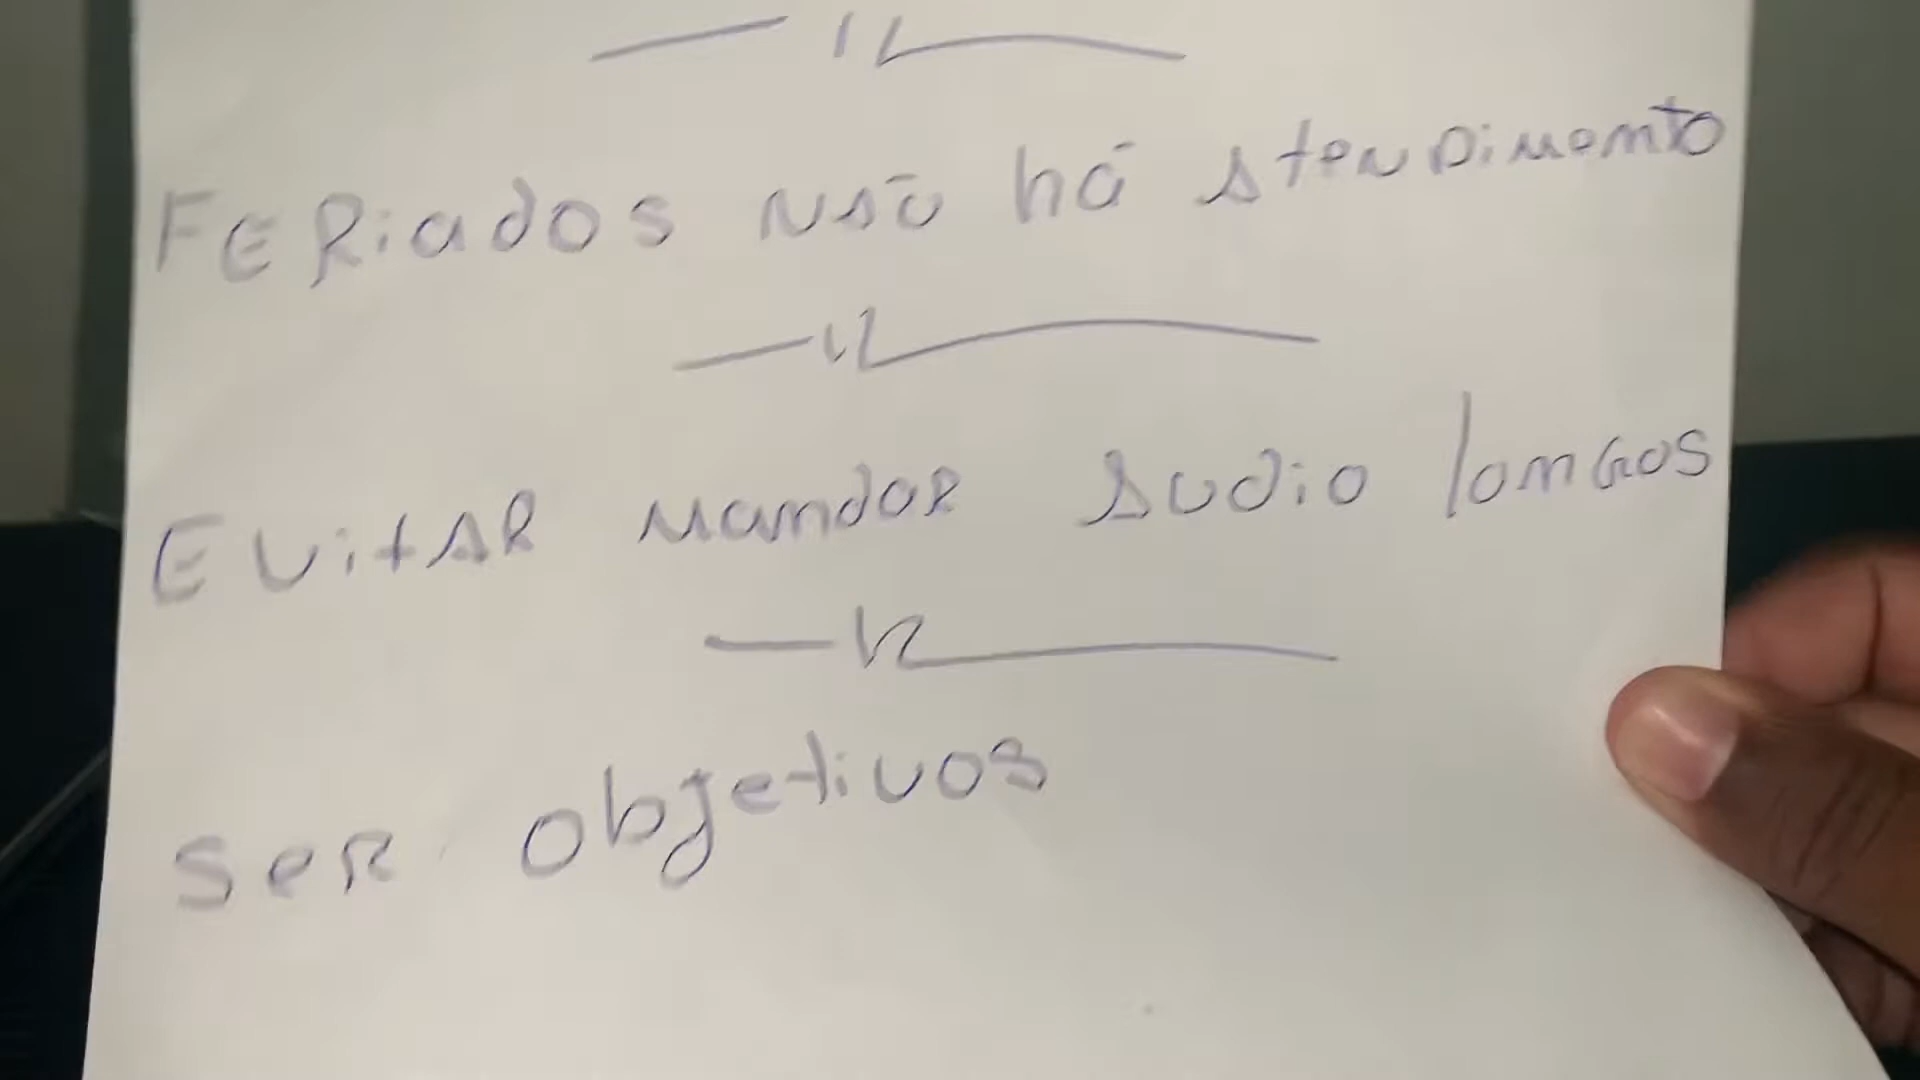 FERiados não há Atendimento
EvitAR mandar Audio longos
Ser objetivos